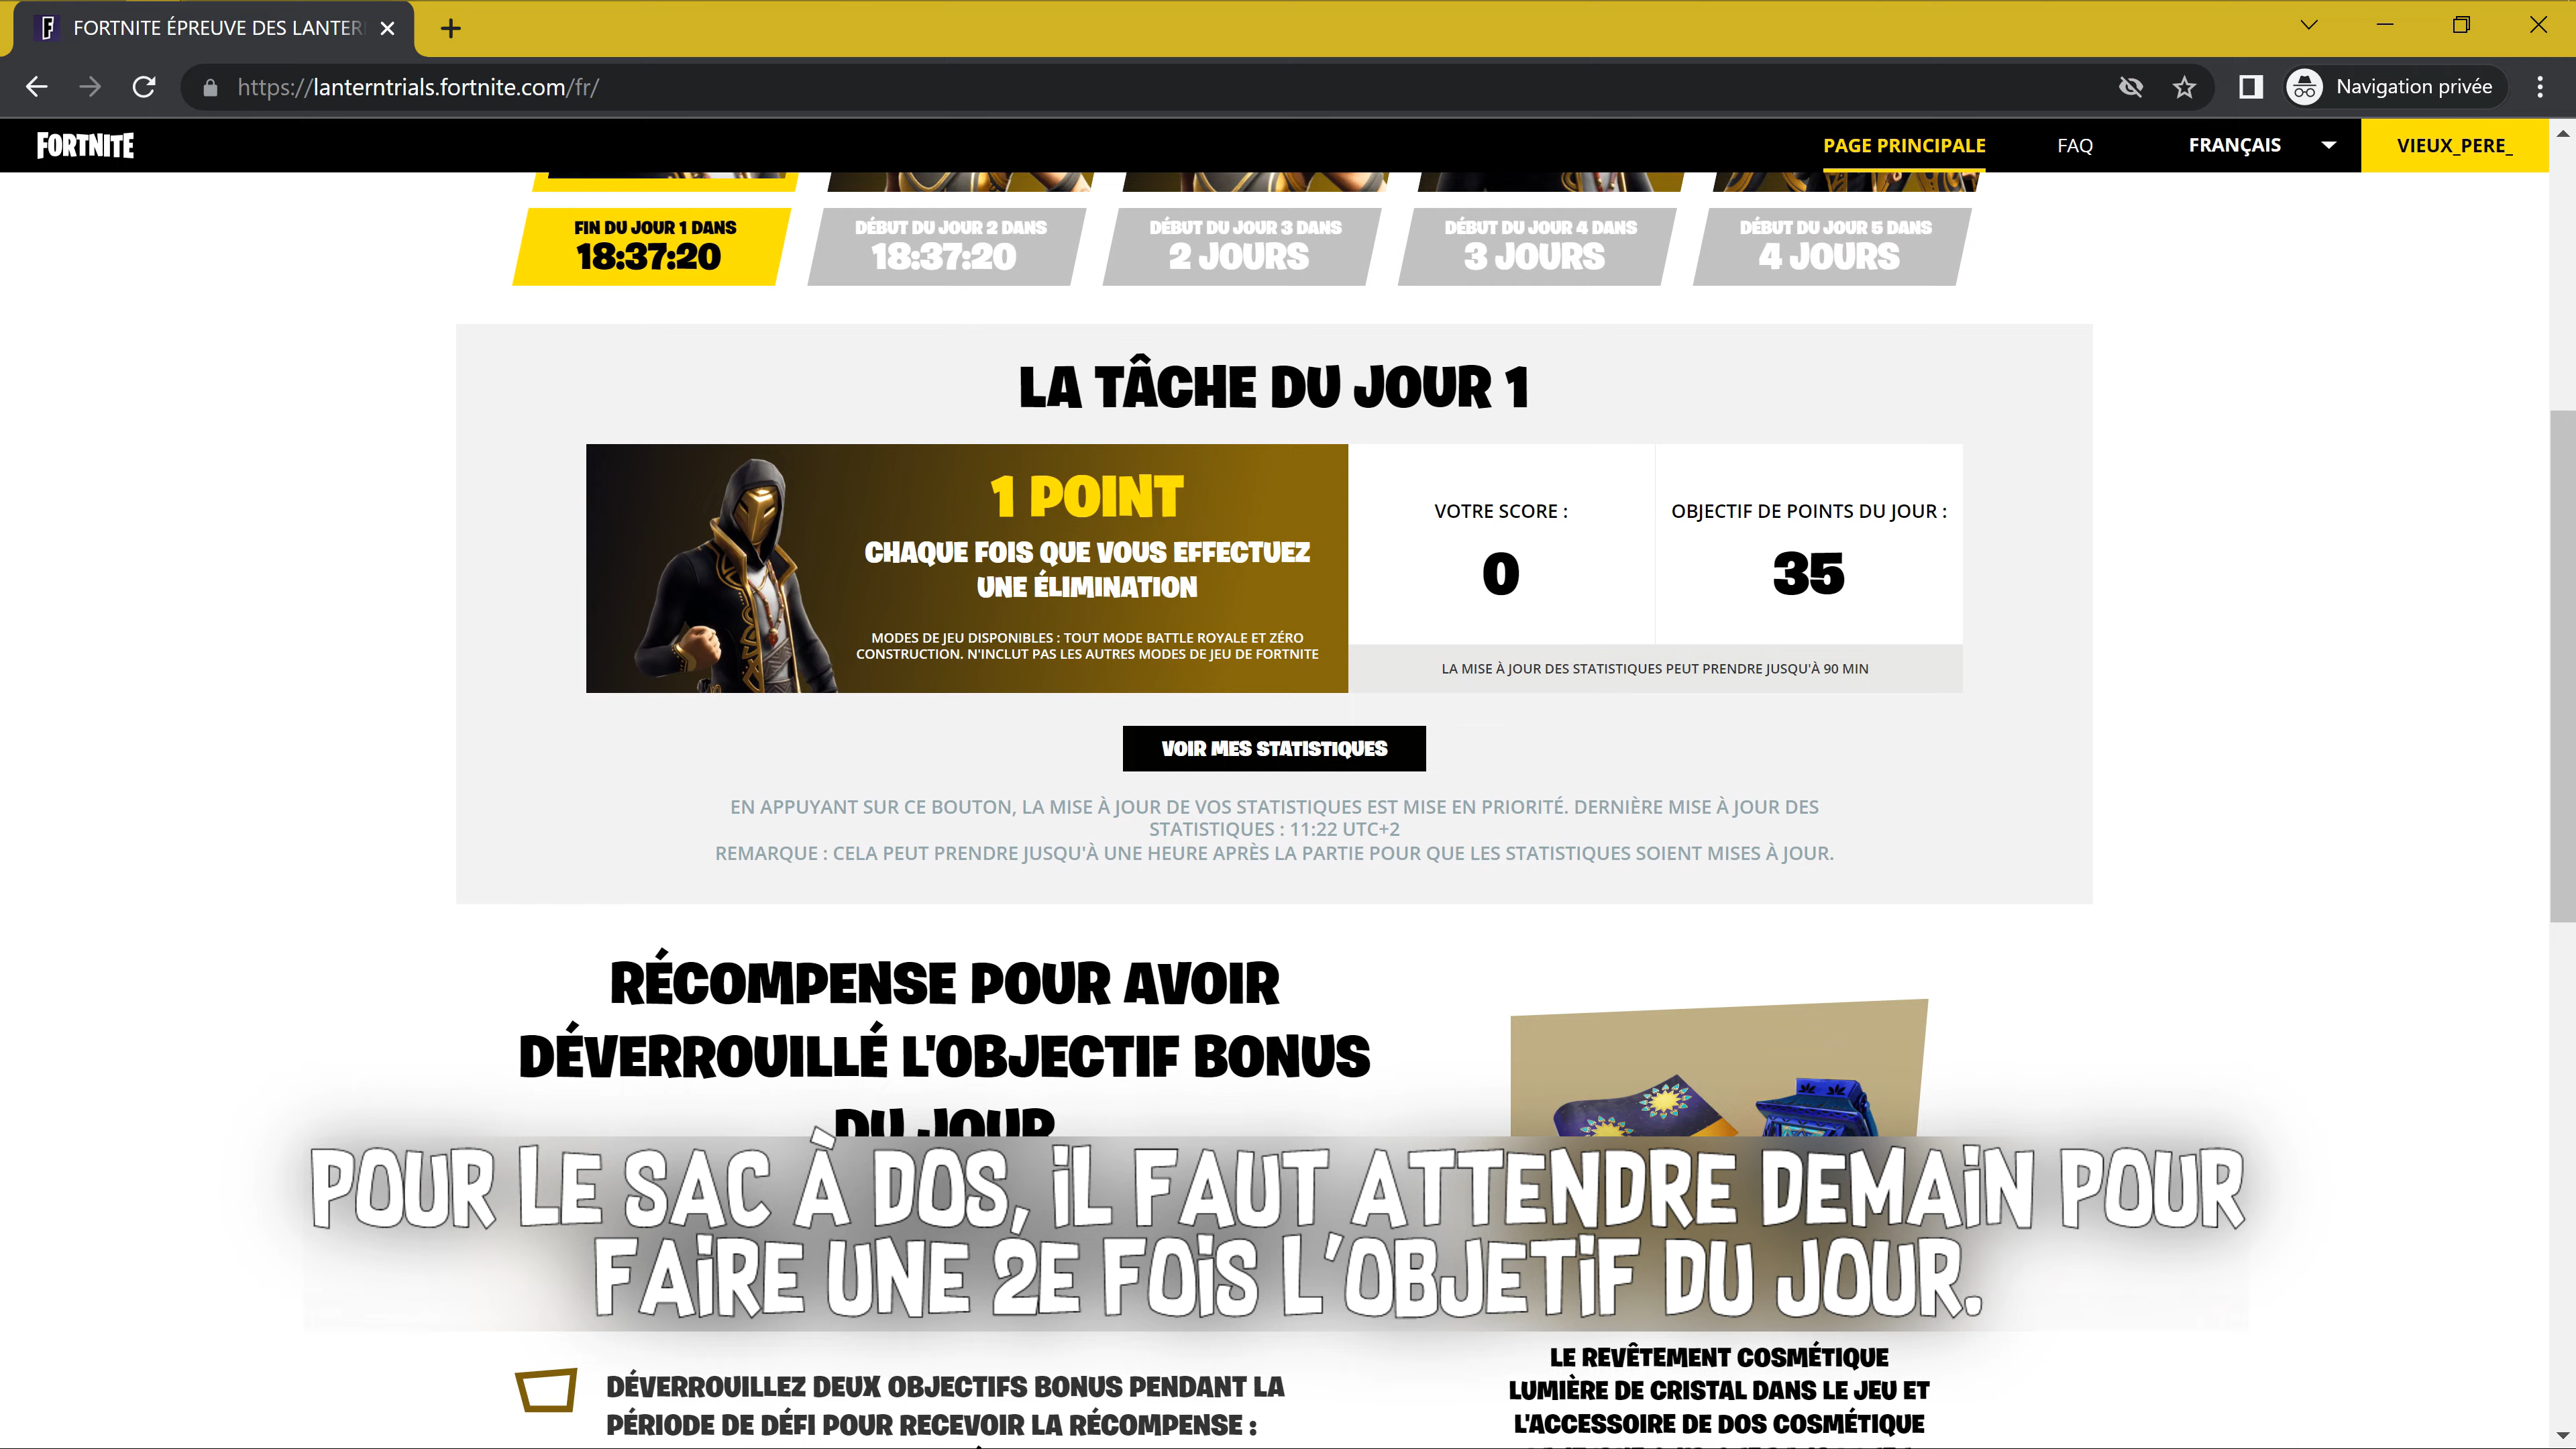 FORTNITE ÉPREUVE DES LANTER
https://lanterntrials.fortnite.com/fr/
Navigation privée
FORTNITE
PAGE PRINCIPALE
FAQ
FRANÇAIS
VIEUX_PERE_
FIN DU JOUR 1 DANS
18:37:20
DÉBUT DU JOUR 2 DANS
18:37:20
DÉBUT DU JOUR 3 DANS
2 JOURS
DÉBUT DU JOUR 4 DANS
3 JOURS
DÉBUT DU JOUR 5 DANS
4 JOURS
LA TÂCHE DU JOUR 1
1 POINT
CHAQUE FOIS QUE VOUS EFFECTUEZ
UNE ÉLIMINATION
MODES DE JEU DISPONIBLES : TOUT MODE BATTLE ROYALE ET ZÉRO
CONSTRUCTION. N'INCLUT PAS LES AUTRES MODES DE JEU DE FORTNITE
VOTRE SCORE :
0
OBJECTIF DE POINTS DU JOUR :
35
LA MISE À JOUR DES STATISTIQUES PEUT PRENDRE JUSQU'À 90 MIN
VOIR MES STATISTIQUES
EN APPUYANT SUR CE BOUTON, LA MISE À JOUR DE VOS STATISTIQUES EST MISE EN PRIORITÉ. DERNIÈRE MISE À JOUR DES
STATISTIQUES : 11:22 UTC+2
REMARQUE : CELA PEUT PRENDRE JUSQU'À UNE HEURE APRÈS LA PARTIE POUR QUE LES STATISTIQUES SOIENT MISES À JOUR.
RÉCOMPENSE POUR AVOIR
DÉVERROUILLÉ L'OBJECTIF BONUS
DU JOUR
POUR LE SAC À DOS, iL FAUT ATTENDRE DEMAiN POUR
FAiRE UNE 2E FOiS L'OBJETiF DU JOUR.
DÉVERROUILLEZ DEUX OBJECTIFS BONUS PENDANT LA
PÉRIODE DE DÉFI POUR RECEVOIR LA RÉCOMPENSE :
LE REVÊTEMENT COSMÉTIQUE
LUMIÈRE DE CRISTAL DANS LE JEU ET
L'ACCESSOIRE DE DOS COSMÉTIQUE